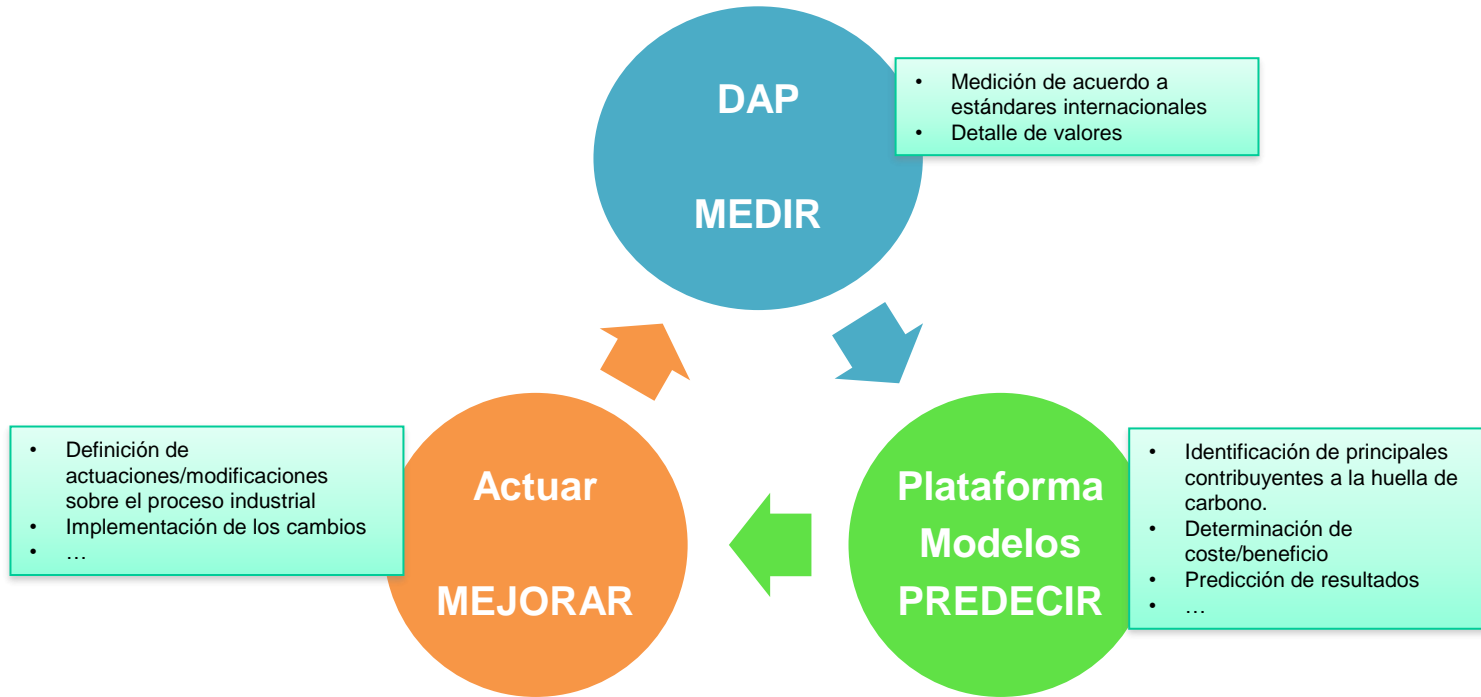 DAP
MEDIR
• Medición de acuerdo a
estándares internacionales
• Detalle de valores
• Definición de
actuaciones/modificaciones
sobre el proceso industrial
• Implementación de los cambios
• …
Actuar
MEJORAR
Plataforma
Modelos
PREDECIR
• Identificación de principales
contribuyentes a la huella de
carbono.
• Determinación de
coste/beneficio
• Predicción de resultados
• …